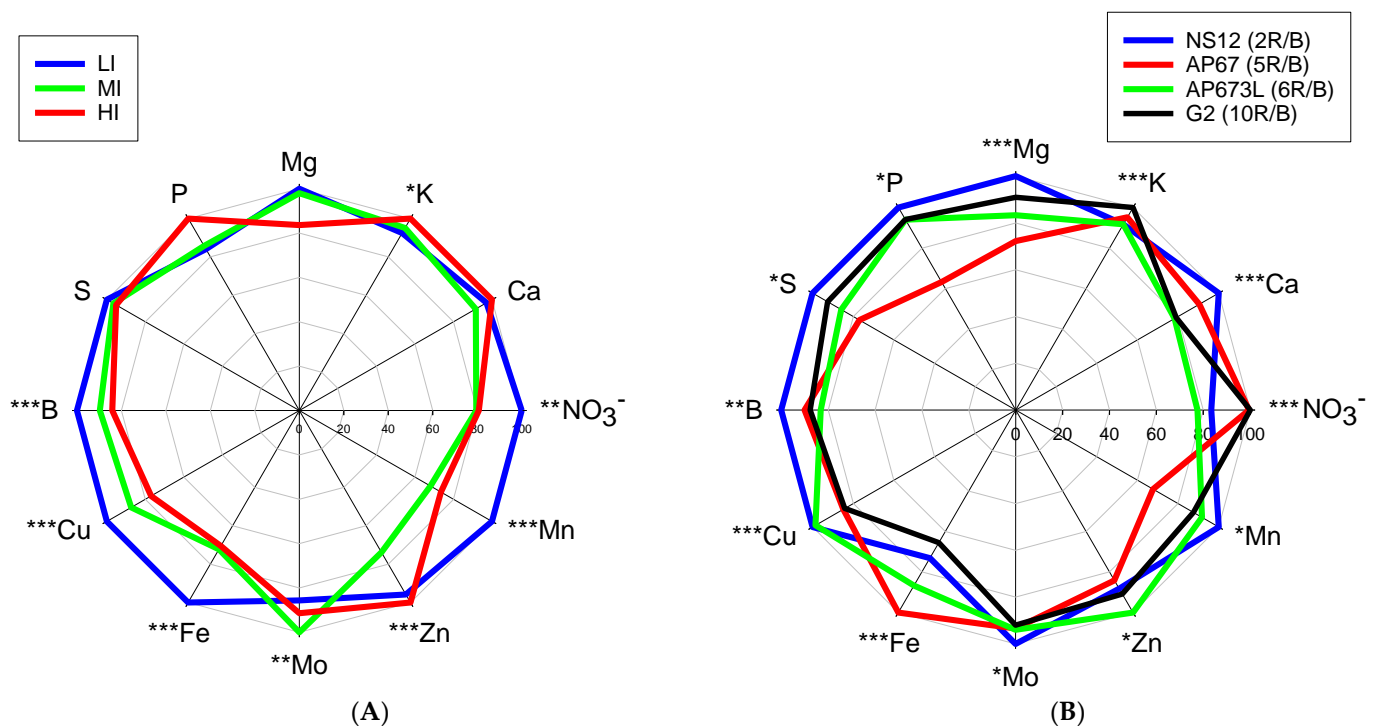 LI
MI
HI
Mg
*K
Ca
**NO₃⁻
***Mn
***Zn
**Mo
***Fe
***Cu
***B
S
P
0 20 40 60 80 100
(A)
NS12 (2R/B)
AP67 (5R/B)
AP673L (6R/B)
G2 (10R/B)
***Mg
***K
***Ca
***NO₃⁻
*Mn
*Zn
*Mo
***Fe
***Cu
**B
*S
*P
0 20 40 60 80 100
(B)